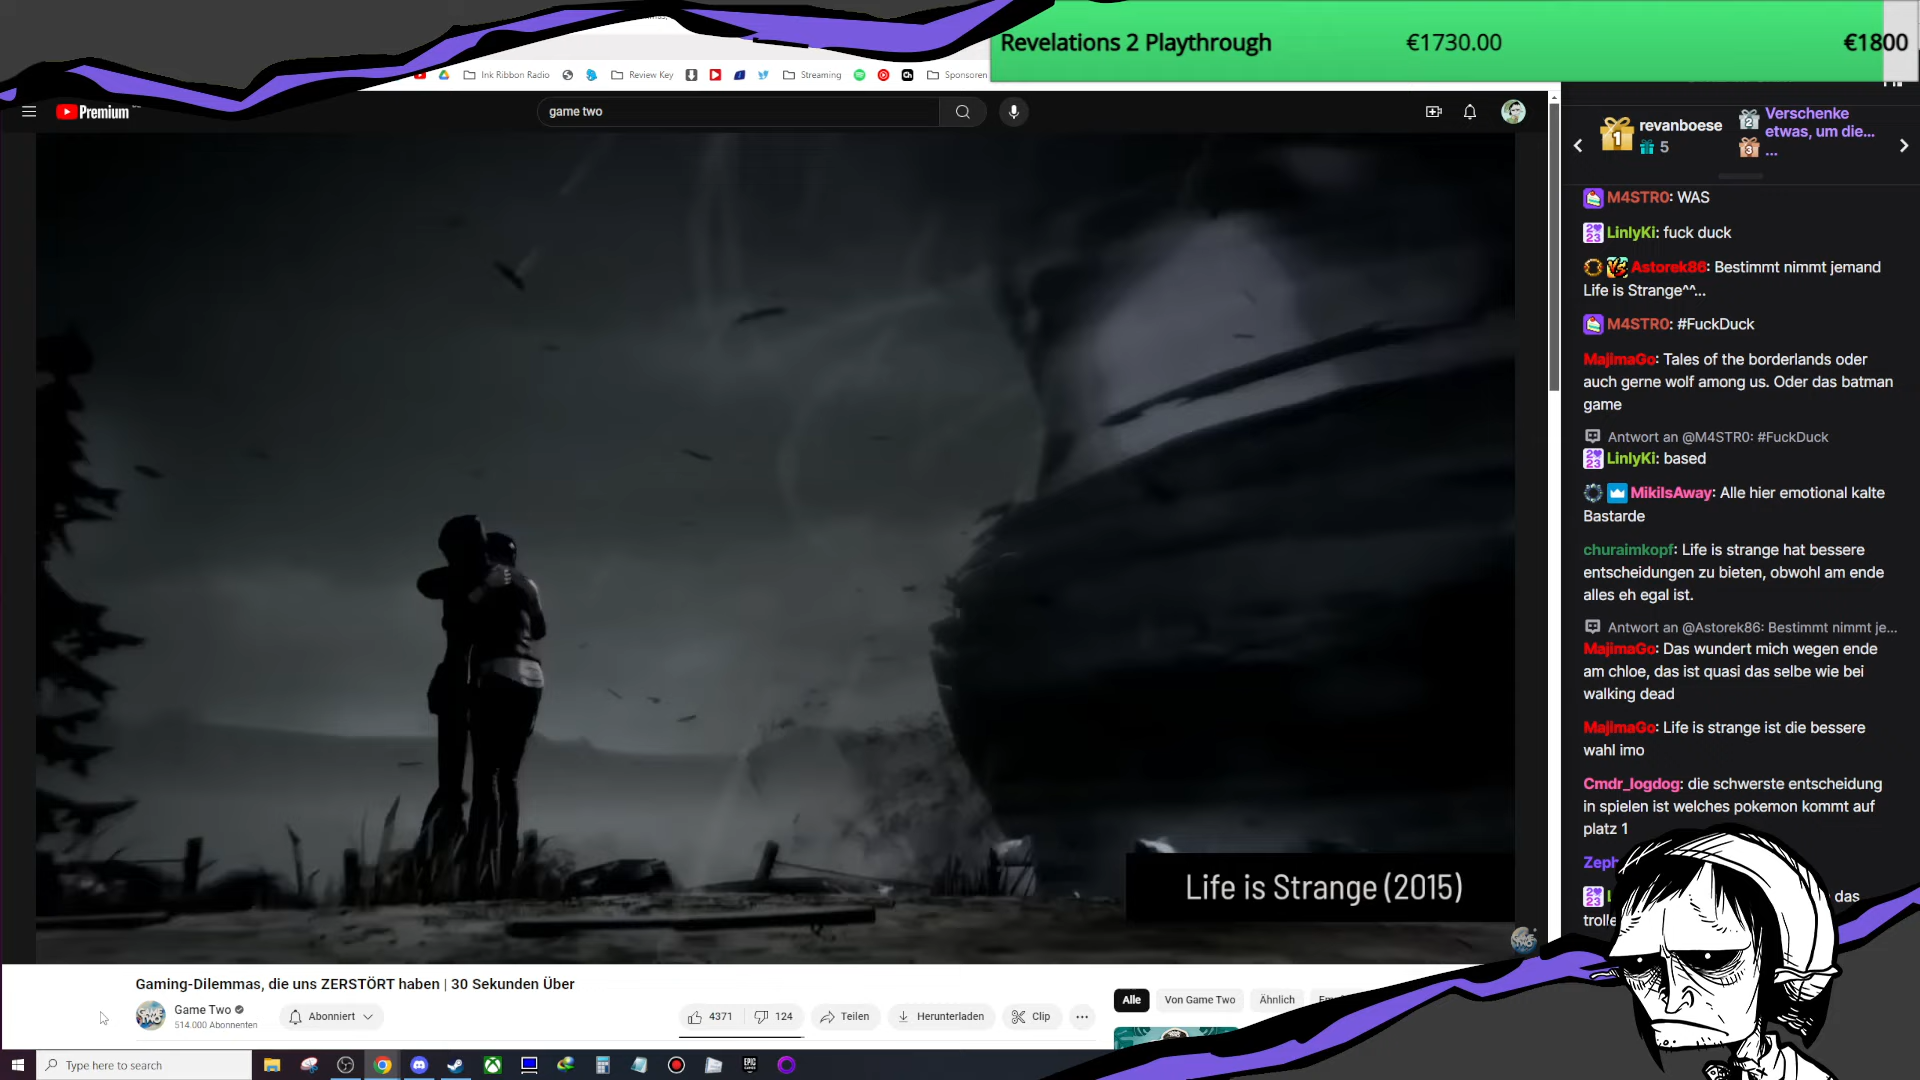 Revelations 2 Playthrough €1730.00 €1800
Ink Ribbon Radio Review Key Streaming Sponsoren
Premium
game two
revanboese
5
Verschenke
etwas, um die...
...
M4STR0: WAS
LinlyKi: fuck duck
Astorek86: Bestimmt nimmt jemand
Life is Strange^^...
M4STR0: #FuckDuck
MajimaGo: Tales of the borderlands oder
auch gerne wolf among us. Oder das batman
game
Antwort an @M4STR0: #FuckDuck
LinlyKi: based
MikiIsAway: Alle hier emotional kalte
Bastarde
churaimkopf: Life is strange hat bessere
entscheidungen zu bieten, obwohl am ende
alles eh egal ist.
Antwort an @Astorek86: Bestimmt nimmt je...
MajimaGo: Das wundert mich wegen ende
am chloe, das ist quasi das selbe wie bei
walking dead
MajimaGo: Life is strange ist die bessere
wahl imo
Cmdr_logdog: die schwerste entscheidung
in spielen ist welches pokemon kommt auf
platz 1
Zeph
das
trolle
Life is Strange (2015)
Gaming-Dilemmas, die uns ZERSTÖRT haben | 30 Sekunden Über
Game Two
514.000 Abonnenten
Abonniert
4371
124
Teilen
Herunterladen
Clip
Alle
Von Game Two
Ähnlich
Type here to search